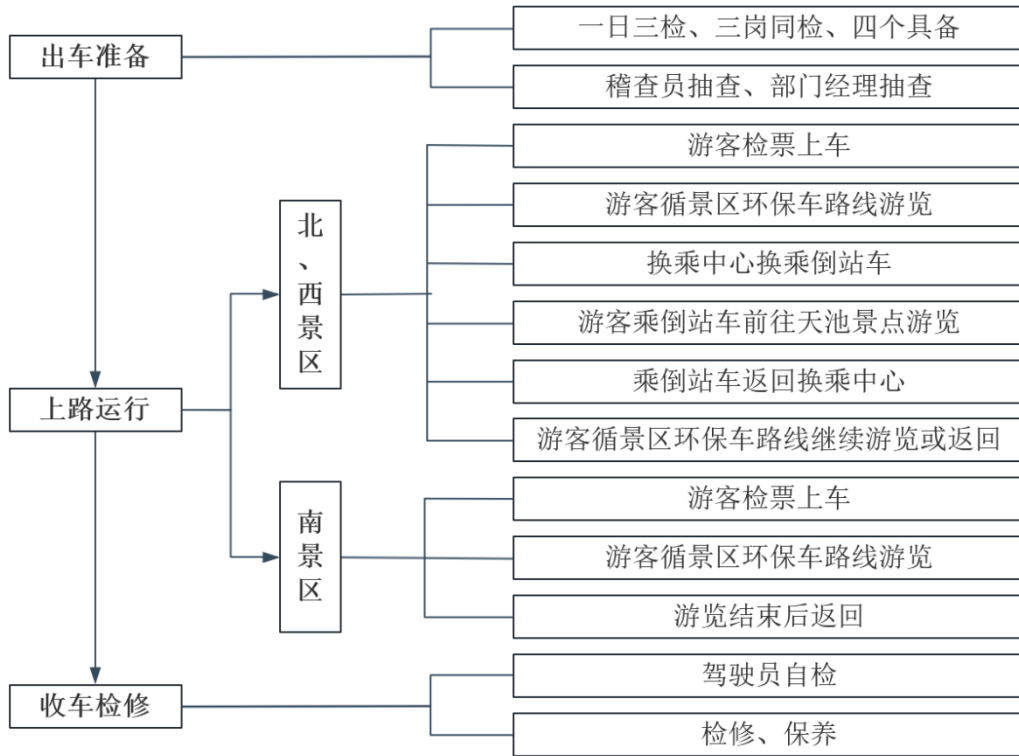 出车准备
一日三检、三岗同检、四个具备
稽查员抽查、部门经理抽查
上路运行
北、西景区
游客检票上车
游客循景区环保车路线游览
换乘中心换乘倒站车
游客乘倒站车前往天池景点游览
乘倒站车返回换乘中心
游客循景区环保车路线继续游览或返回
南景区
游客检票上车
游客循景区环保车路线游览
游览结束后返回
收车检修
驾驶员自检
检修、保养